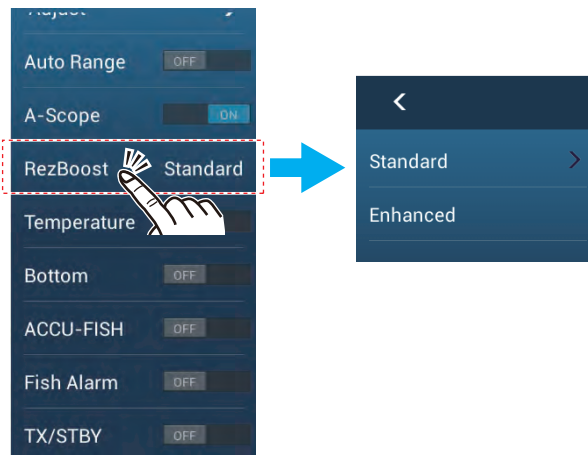 Adjust
Auto Range OFF
A-Scope ON
RezBoost Standard
Temperature
Bottom OFF
ACCU-FISH OFF
Fish Alarm OFF
TX/STBY OFF
Standard
Enhanced